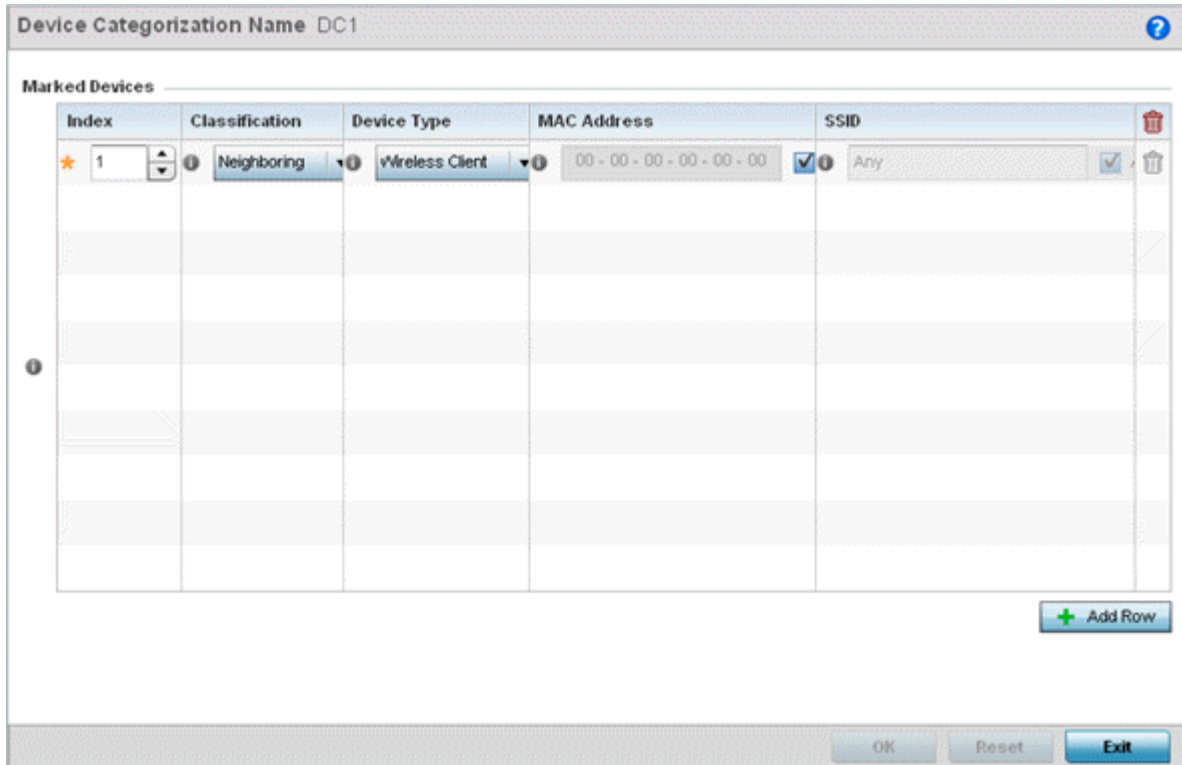 Device Categorization Name DC1
Marked Devices
Index Classification Device Type MAC Address SSID
1 Neighboring Wireless Client 00 - 00 - 00 - 00 - 00 - 00 Any
Add Row
OK Reset Exit